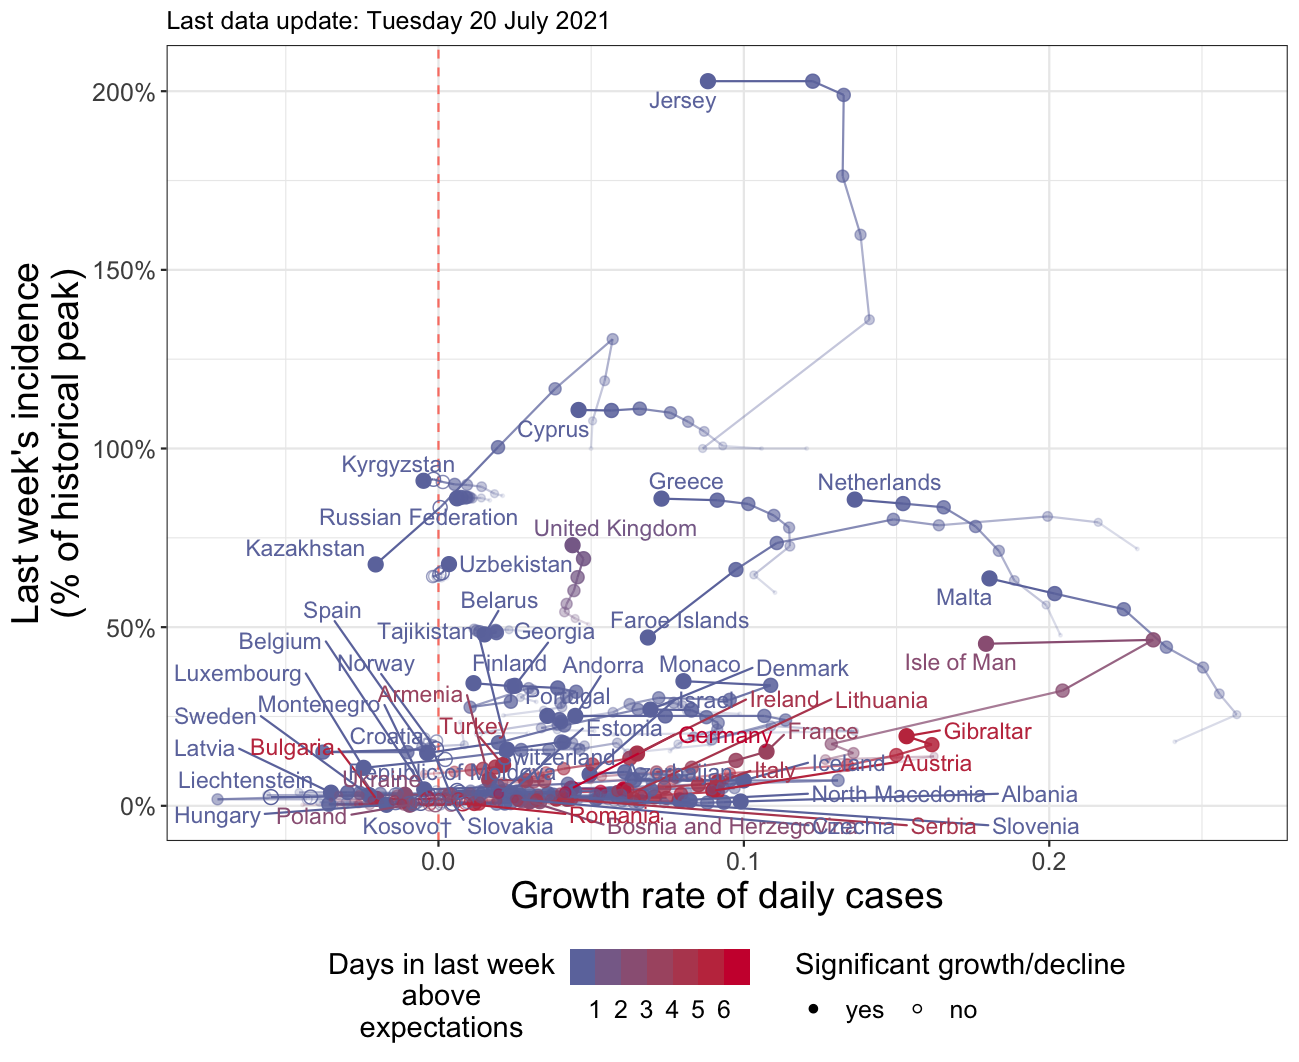 Last data update: Tuesday 20 July 2021
Last week's incidence
(% of historical peak)
200%
150%
100%
50%
0%
Jersey
Cyprus
Kyrgyzstan
Greece
Netherlands
Russian Federation
United Kingdom
Kazakhstan
Uzbekistan
Malta
Belarus
Spain
Faroe Islands
Tajikistan
Georgia
Belgium
Isle of Man
Norway
Finland
Andorra
Monaco
Denmark
Luxembourg
Armenia
Portugal
Israel
Ireland
Lithuania
Montenegro
Sweden
Turkey
Estonia
France
Gibraltar
Croatia
Germany
Latvia
Bulgaria
Switzerland
Iceland
Austria
Republic of Moldova
Azerbaijan
Italy
Liechtenstein
Ukraine
North Macedonia
Albania
Hungary
Poland
Romania
Kosovo†
Slovakia
Bosnia and Herzegovina
Czechia
Serbia
Slovenia
0.0
0.1
0.2
Growth rate of daily cases
Days in last week
above
expectations
1 2 3 4 5 6
Significant growth/decline
yes
no